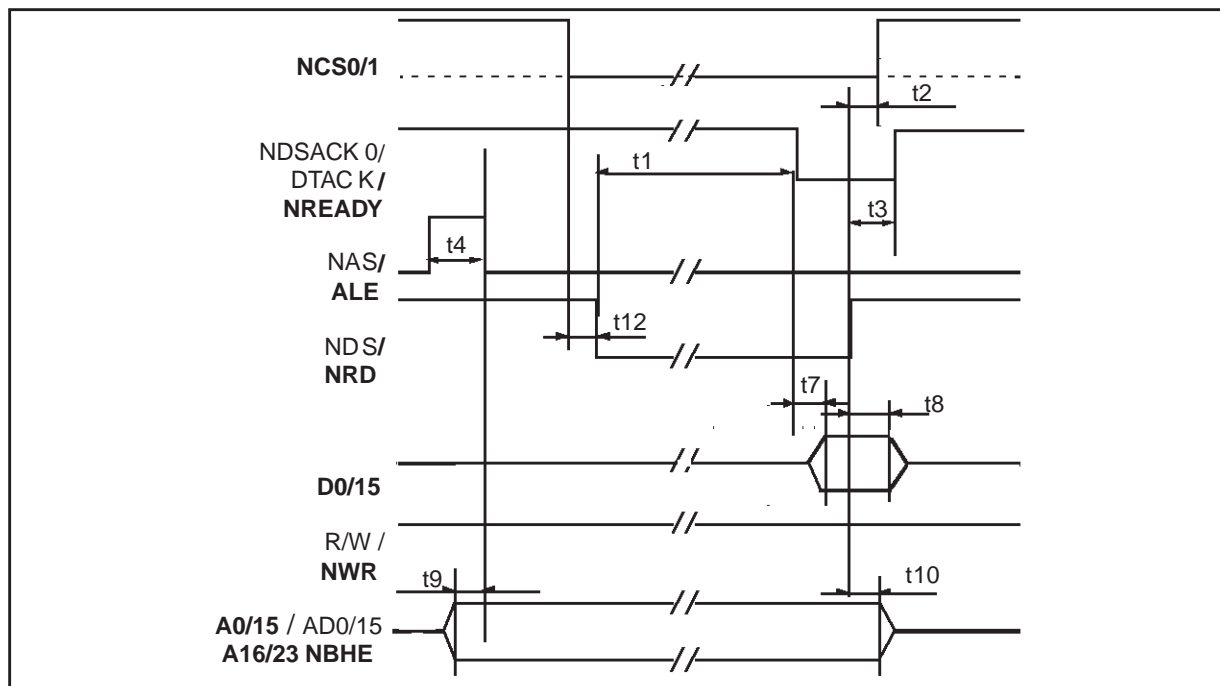 NCS0/1
t2
NDSACK 0/
DTAC K/
NREADY
t1
t3
t4
NAS/
ALE
t12
NDS/
NRD
t7
t8
D0/15
R/W /
NWR
t9
t10
A0/15 / AD0/15
A16/23 NBHE